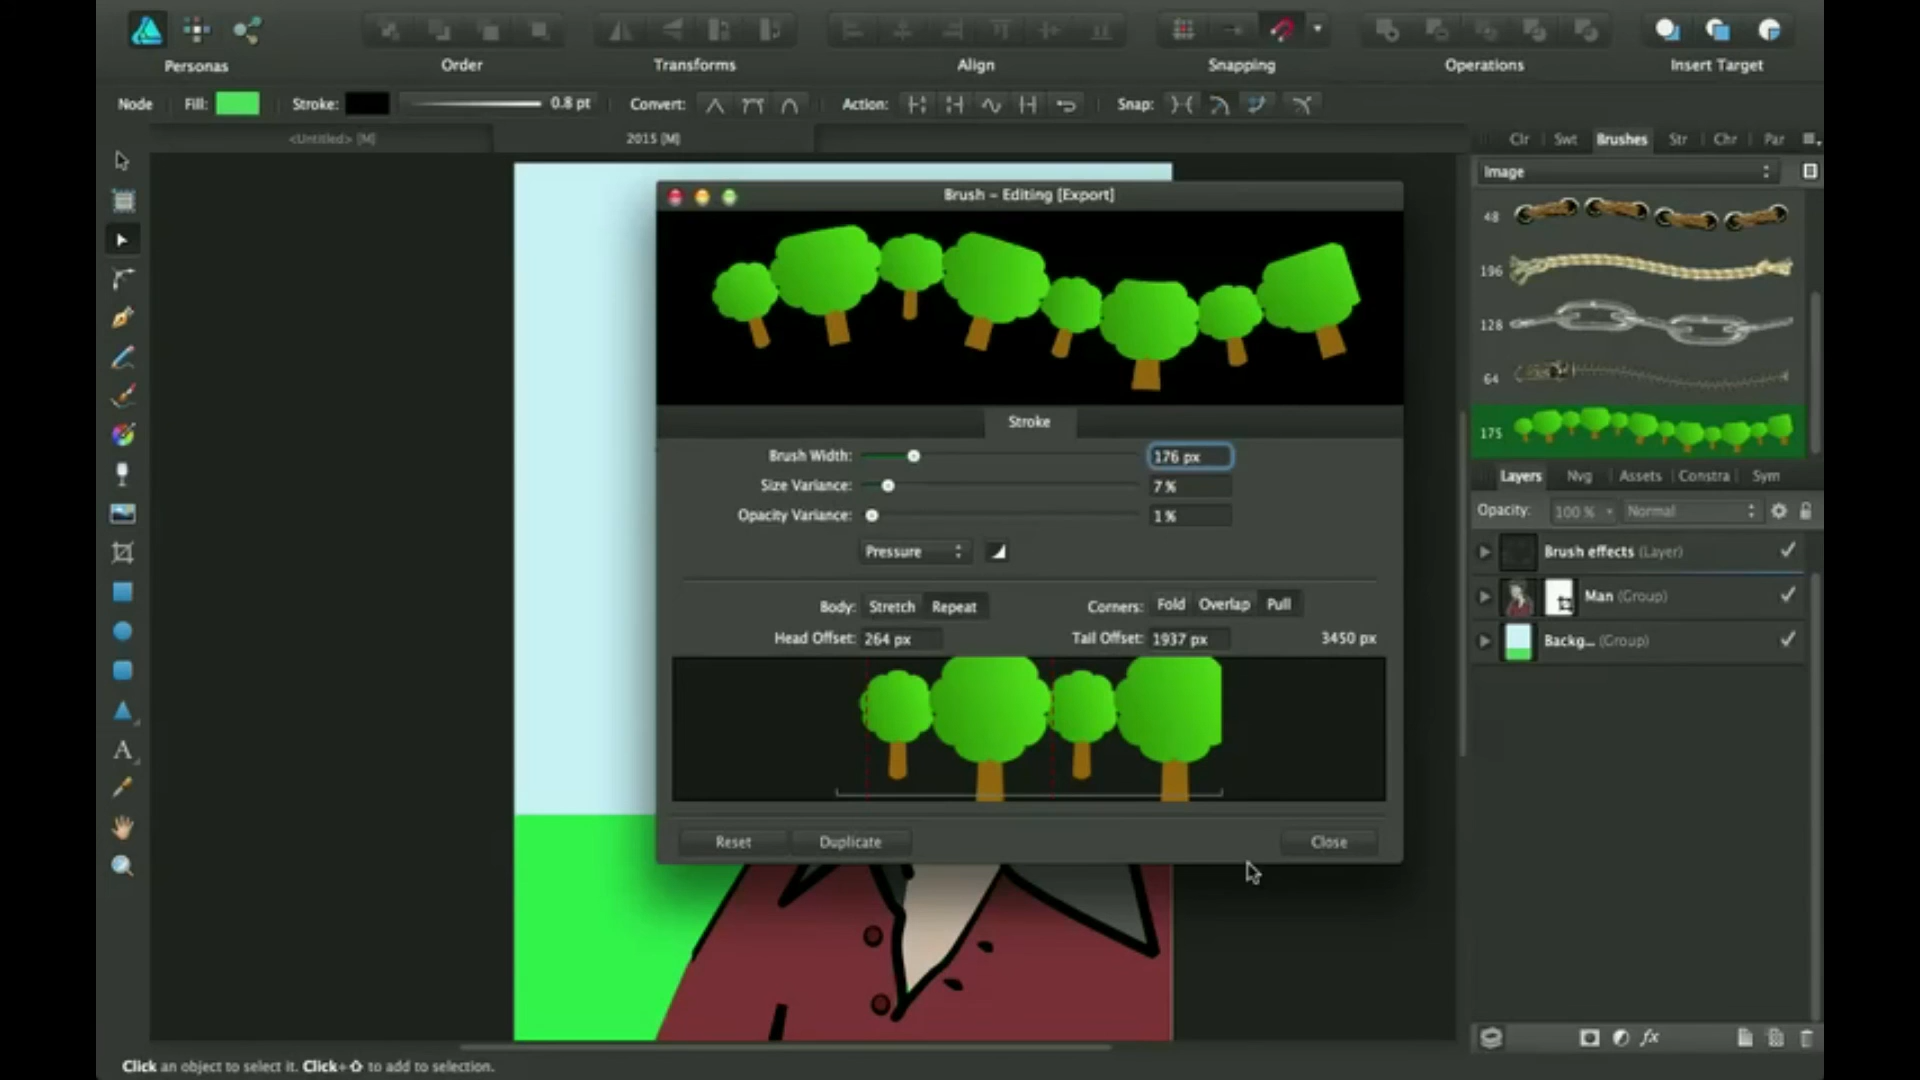 Personas
Order
Transforms
Align
Snapping
Operations
Insert Target
Node
Fill:
Stroke:
0.8 pt
Convert:
Action:
Snap:
<Untitled> [M]
2015 [M]
Clr
Swt
Brushes
Str
Chr
Par
Image
48
196
128
64
175
Brush – Editing [Export]
Stroke
Brush Width:
176 px
Size Variance:
7 %
Opacity Variance:
1 %
Pressure
Body:
Stretch
Repeat
Corners:
Fold
Overlap
Pull
Head Offset:
264 px
Tail Offset:
1937 px
3450 px
Reset
Duplicate
Close
Layers
Nvg
Assets
Constra
Sym
Opacity:
100 %
Normal
Brush effects (Layer)
Man (Group)
Backg... (Group)
A
fx
Click an object to select it. Click+⇧ to add to selection.